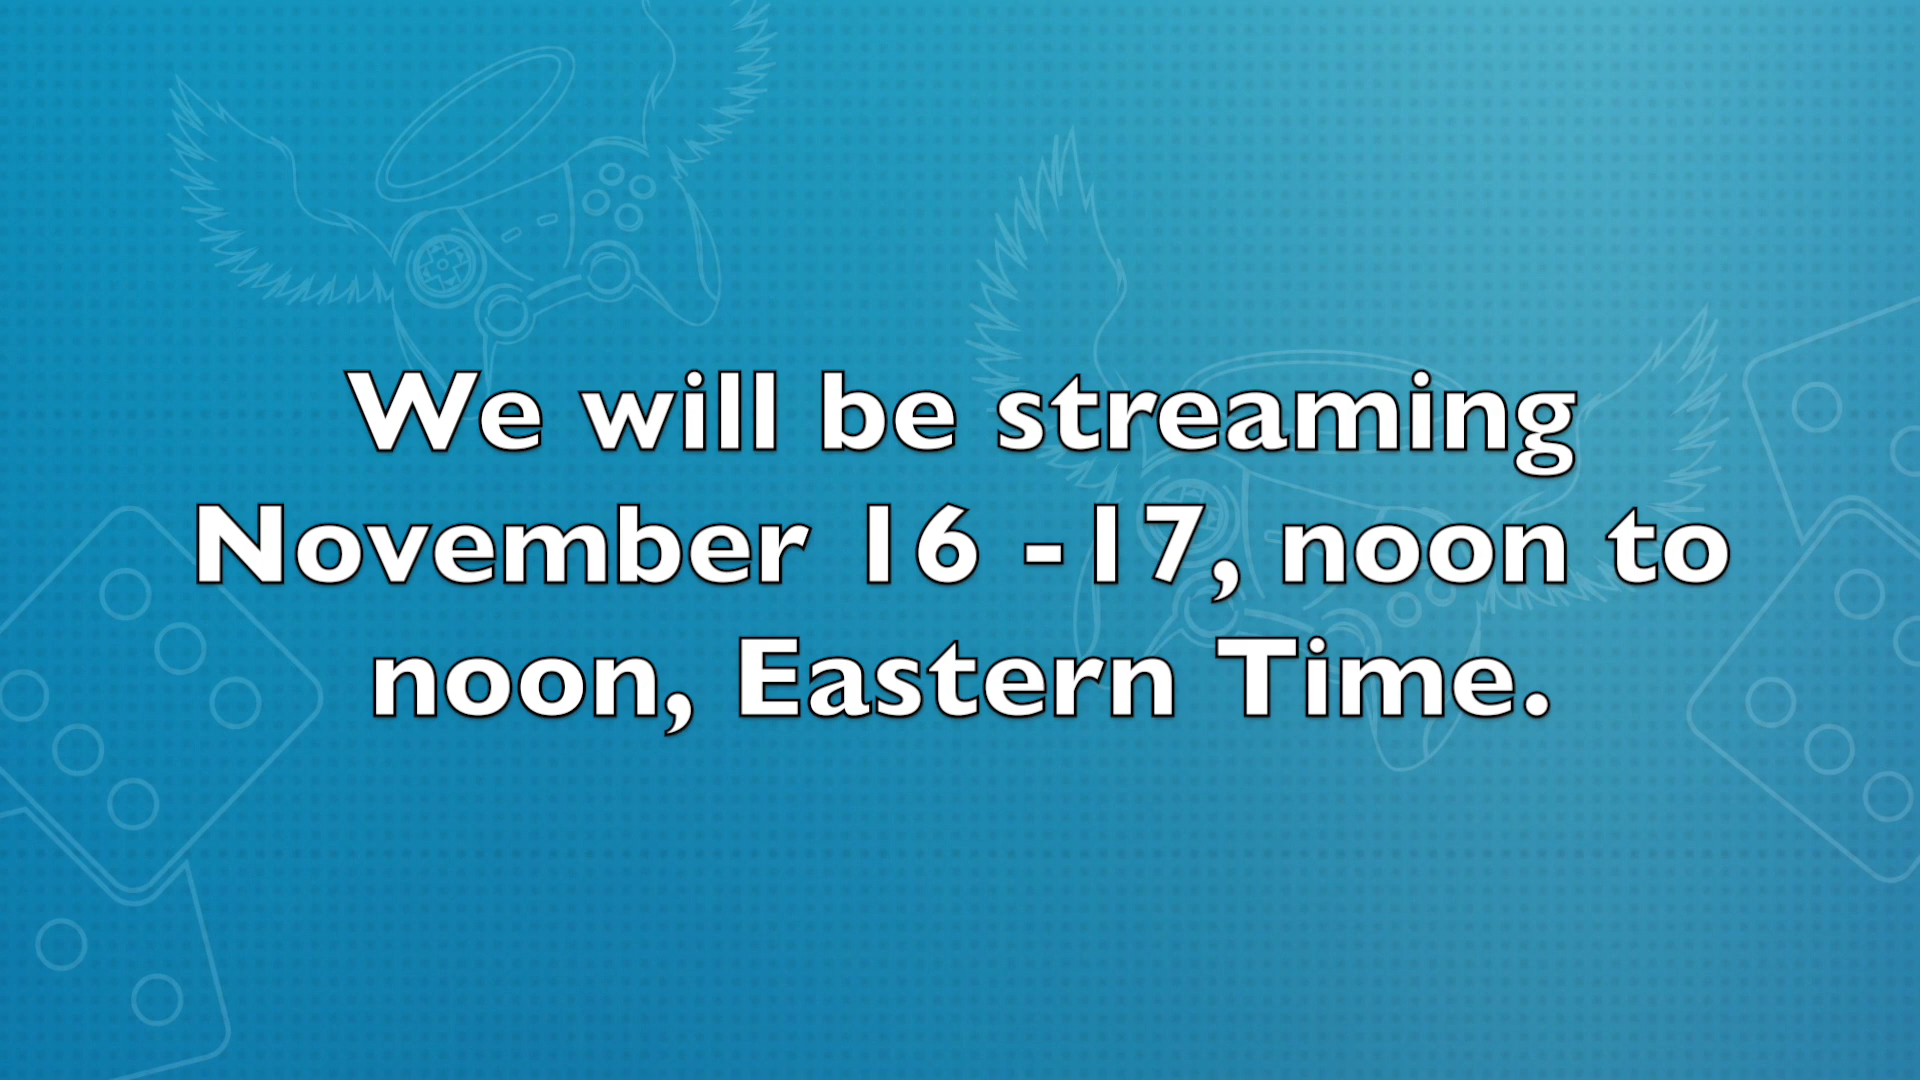 We will be streaming
November 16 -17, noon to
noon, Eastern Time.